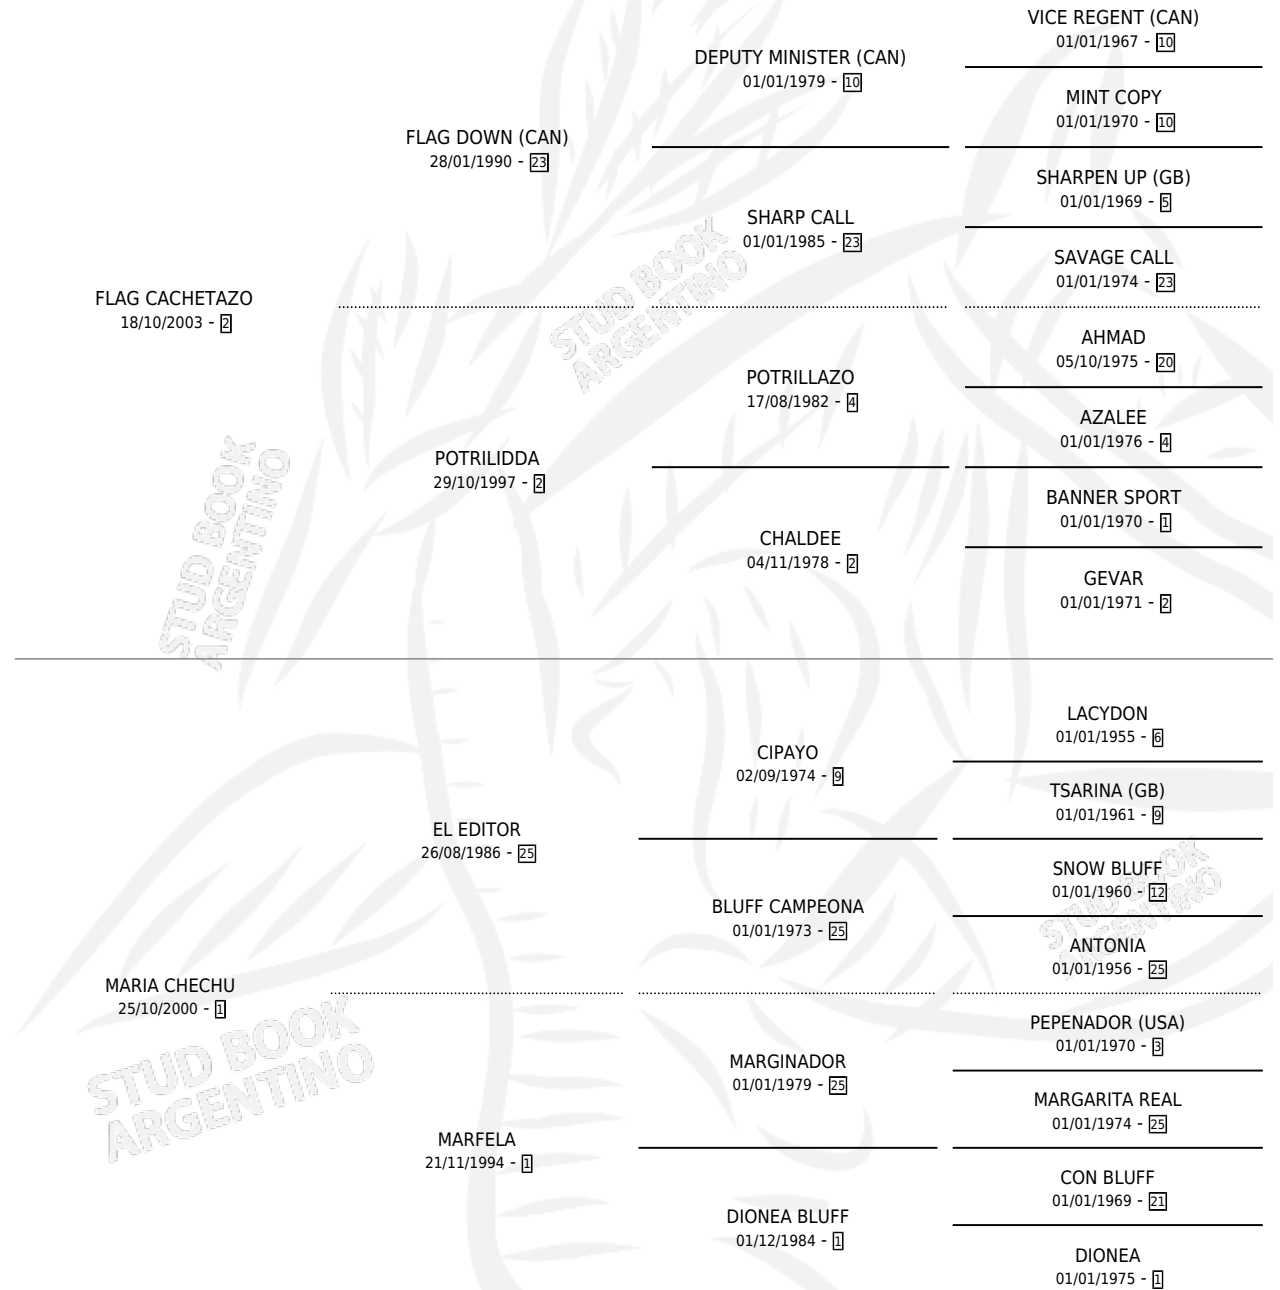 VICE REGENT (CAN)
01/01/1967 - 10
DEPUTY MINISTER (CAN)
01/01/1979 - 10
MINT COPY
01/01/1970 - 10
FLAG DOWN (CAN)
28/01/1990 - 23
SHARPEN UP (GB)
01/01/1969 - 5
SHARP CALL
01/01/1985 - 23
SAVAGE CALL
01/01/1974 - 23
FLAG CACHETAZO
18/10/2003 - 2
AHMAD
05/10/1975 - 20
POTRILLAZO
17/08/1982 - 4
AZALEE
01/01/1976 - 4
POTRILIDDA
29/10/1997 - 2
BANNER SPORT
01/01/1970 - 1
CHALDEE
04/11/1978 - 2
GEVAR
01/01/1971 - 2
LACYDON
01/01/1955 - 6
CIPAYO
02/09/1974 - 9
TSARINA (GB)
01/01/1961 - 9
EL EDITOR
26/08/1986 - 25
SNOW BLUFF
01/01/1960 - 12
BLUFF CAMPEONA
01/01/1973 - 25
ANTONIA
01/01/1956 - 25
MARIA CHECHU
25/10/2000 - 1
PEPENADOR (USA)
01/01/1970 - 3
MARGINADOR
01/01/1979 - 25
MARGARITA REAL
01/01/1974 - 25
MARFELA
21/11/1994 - 1
CON BLUFF
01/01/1969 - 21
DIONEA BLUFF
01/12/1984 - 1
DIONEA
01/01/1975 - 1
STUD BOOK
ARGENTINO
STUD BOOK
ARGENTINO
STUD BOOK
ARGENTINO
STUD BOOK
ARGENTINO